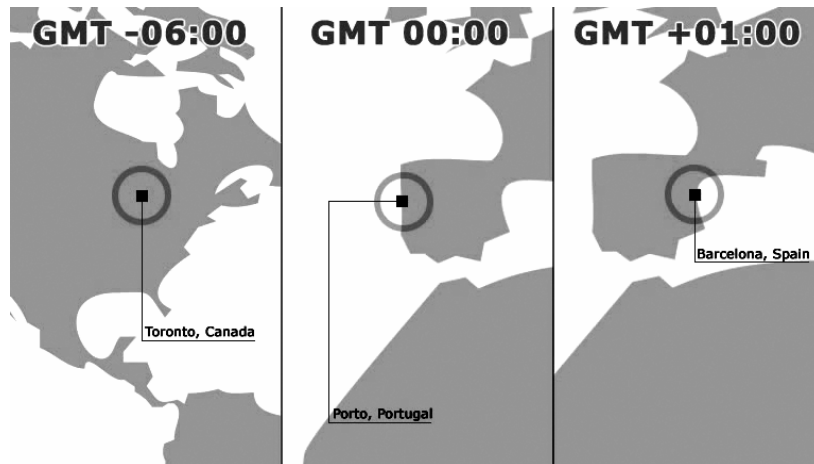 GMT -06:00
GMT 00:00
GMT +01:00
Toronto, Canada
Porto, Portugal
Barcelona, Spain